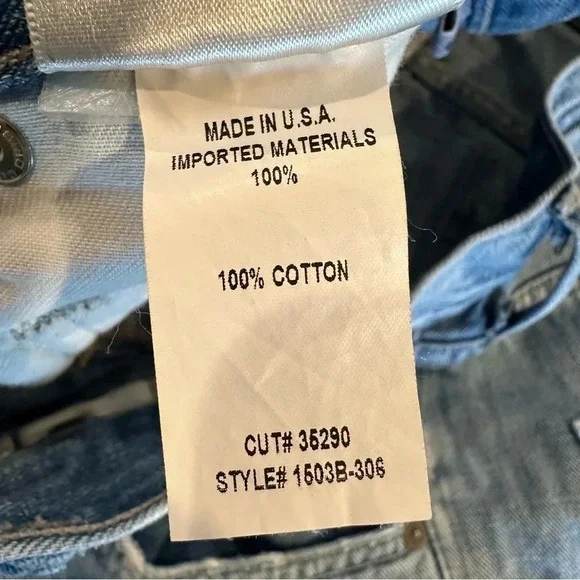 MADE IN U.S.A.
IMPORTED MATERIALS
100%
100% COTTON
CUT# 35290
STYLE# 1503B-306